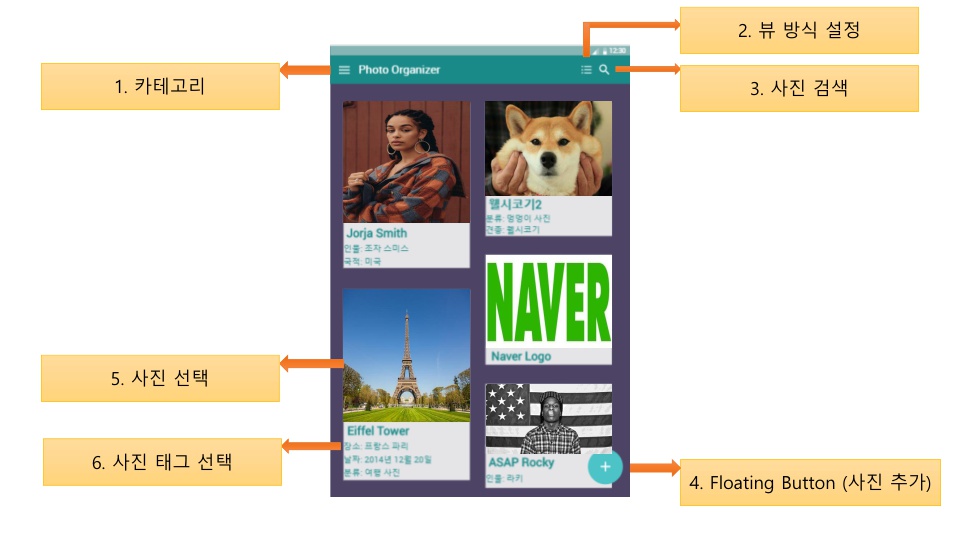 2. 뷰 방식 설정
12:30
1. 카테고리
Photo Organizer
3. 사진 검색
Jorja Smith
인물: 조자 스미스
국적: 미국
웰시코기2
분류: 멍멍이 사진
견종: 웰시코기
NAVER
Naver Logo
5. 사진 선택
Eiffel Tower
장소: 프랑스 파리
날짜: 2014년 12월 20일
분류: 여행 사진
6. 사진 태그 선택
ASAP Rocky
인물: 라키
+
4. Floating Button (사진 추가)